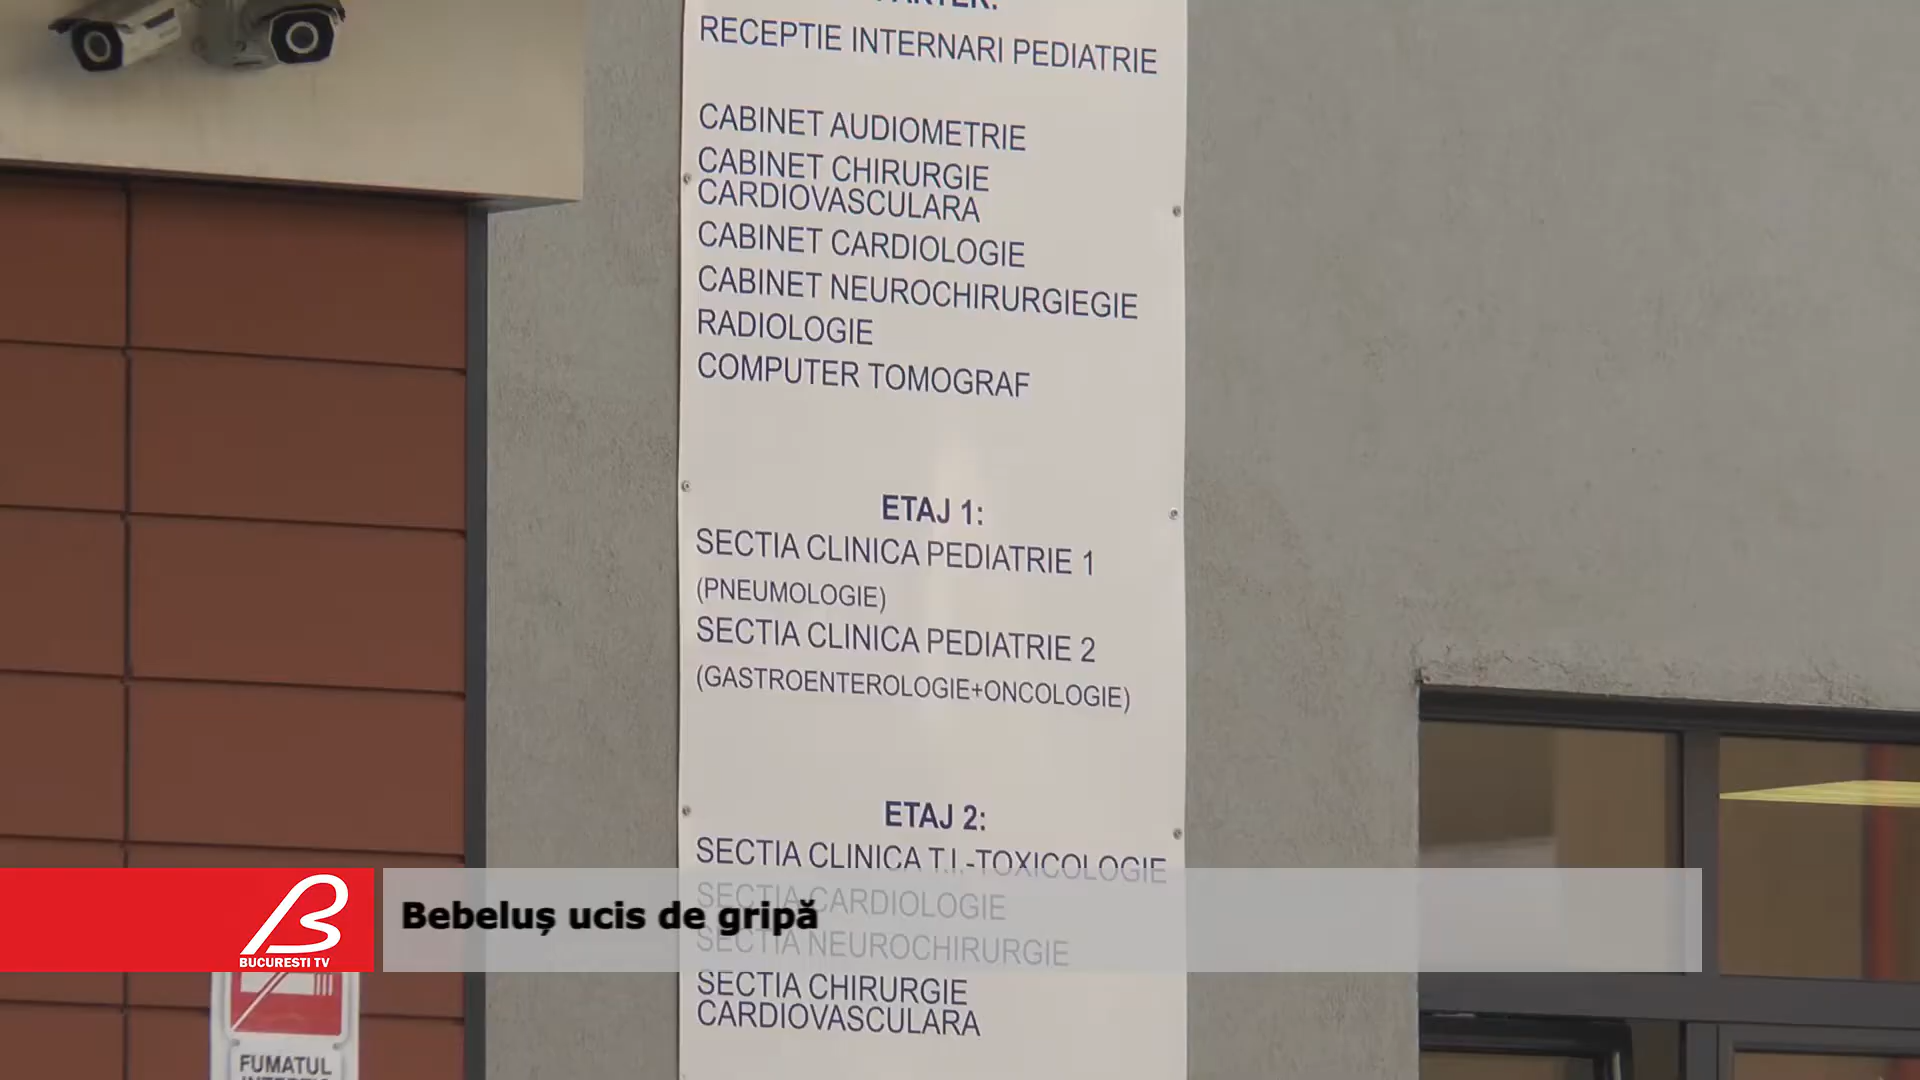 PARTER:
RECEPTIE INTERNARI PEDIATRIE
CABINET AUDIOMETRIE
CABINET CHIRURGIE
CARDIOVASCULARA
CABINET CARDIOLOGIE
CABINET NEUROCHIRURGIEGIE
RADIOLOGIE
COMPUTER TOMOGRAF
ETAJ 1:
SECTIA CLINICA PEDIATRIE 1
(PNEUMOLOGIE)
SECTIA CLINICA PEDIATRIE 2
(GASTROENTEROLOGIE+ONCOLOGIE)
ETAJ 2:
SECTIA CLINICA T.I.-TOXICOLOGIE
SECTIA CARDIOLOGIE
SECTIA NEUROCHIRURGIE
SECTIA CHIRURGIE
CARDIOVASCULARA
Bebeluș ucis de gripă
BUCURESTI TV
FUMATUL